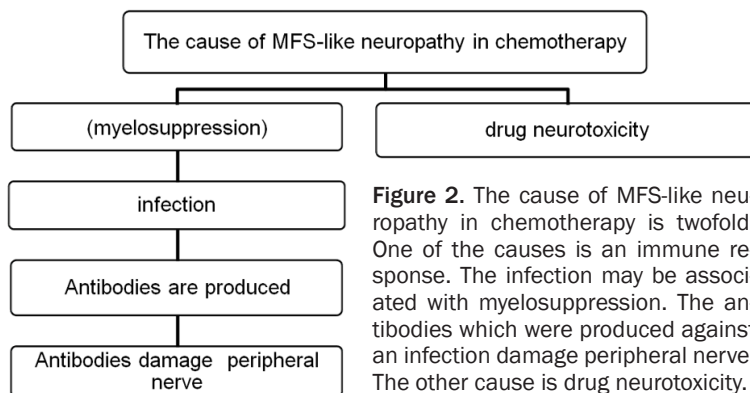 The cause of MFS-like neuropathy in chemotherapy
(myelosuppression)
drug neurotoxicity
infection
Antibodies are produced
Antibodies damage peripheral
nerve
Figure 2. The cause of MFS-like neu-
ropathy in chemotherapy is twofold
One of the causes is an immune re-
sponse. The infection may be associ-
ated with myelosuppression. The an-
tibodies which were produced against
an infection damage peripheral nerve
The other cause is drug neurotoxicity.